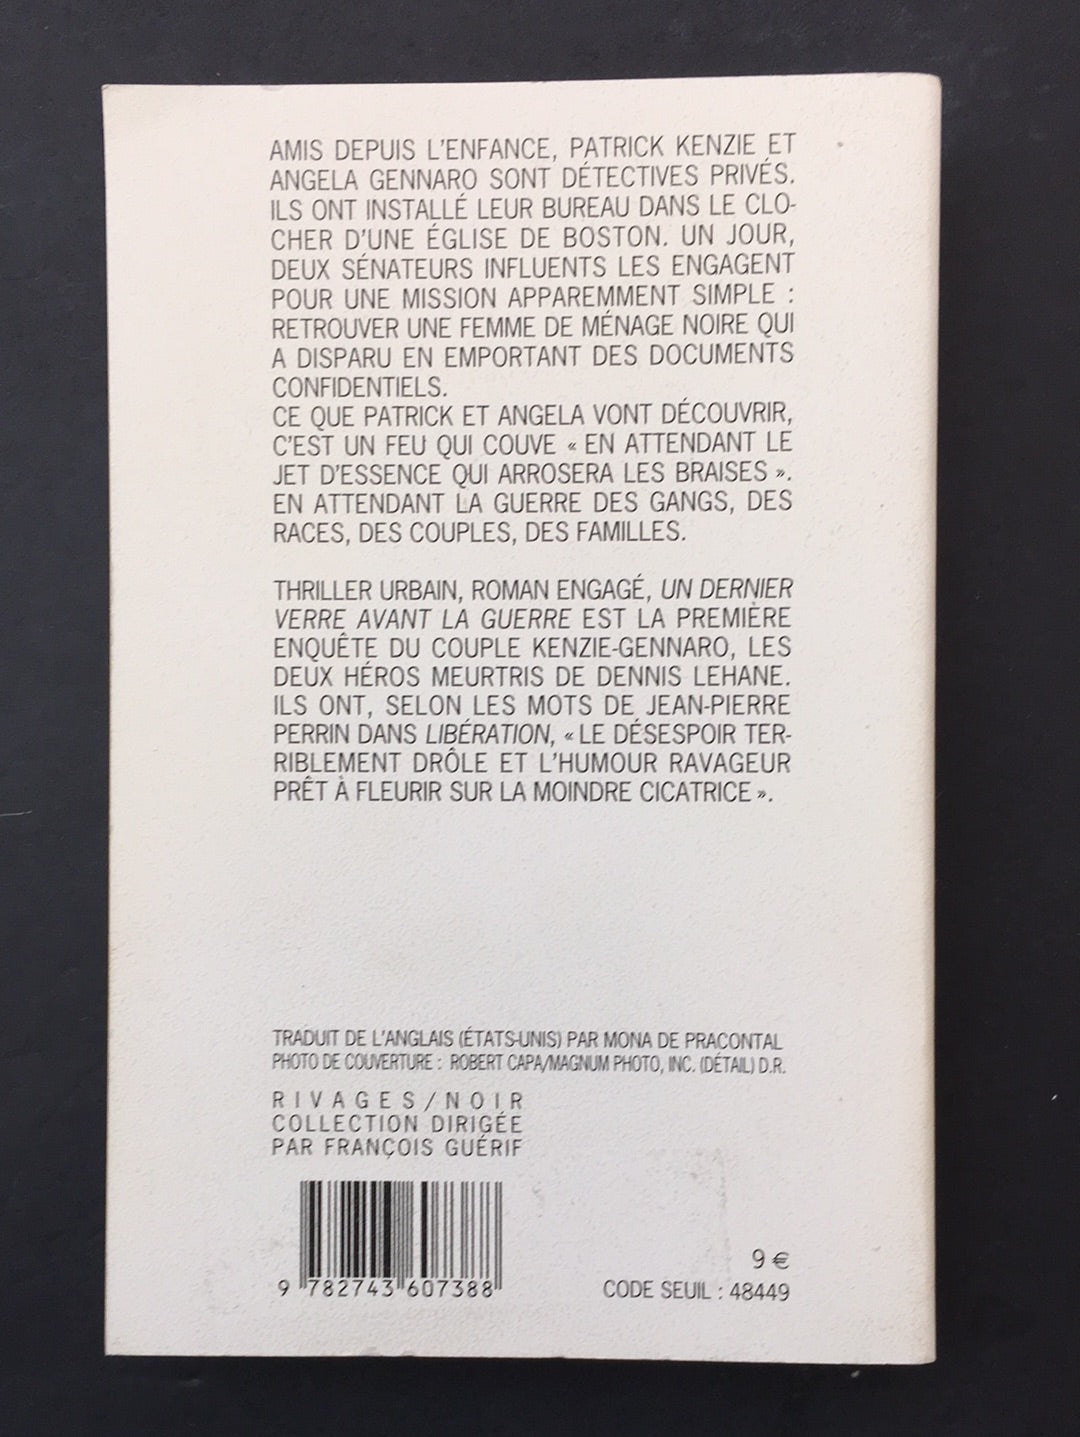 AMIS DEPUIS L'ENFANCE, PATRICK KENZIE ET
ANGELA GENNARO SONT DÉTECTIVES PRIVÉS.
ILS ONT INSTALLÉ LEUR BUREAU DANS LE CLO-
CHER D'UNE ÉGLISE DE BOSTON. UN JOUR,
DEUX SÉNATEURS INFLUENTS LES ENGAGENT
POUR UNE MISSION APPAREMMENT SIMPLE :
RETROUVER UNE FEMME DE MÉNAGE NOIRE QUI
A DISPARU EN EMPORTANT DES DOCUMENTS
CONFIDENTIELS.
CE QUE PATRICK ET ANGELA VONT DÉCOUVRIR,
C'EST UN FEU QUI COUVE « EN ATTENDANT LE
JET D'ESSENCE QUI ARROSERA LES BRAISES ».
EN ATTENDANT LA GUERRE DES GANGS, DES
RACES, DES COUPLES, DES FAMILLES.
THRILLER URBAIN, ROMAN ENGAGÉ, UN DERNIER
VERRE AVANT LA GUERRE EST LA PREMIÈRE
ENQUÊTE DU COUPLE KENZIE-GENNARO, LES
DEUX HÉROS MEURTRIS DE DENNIS LEHANE.
ILS ONT, SELON LES MOTS DE JEAN-PIERRE
PERRIN DANS LIBÉRATION, « LE DÉSESPOIR TER-
RIBLEMENT DRÔLE ET L'HUMOUR RAVAGEUR
PRÊT À FLEURIR SUR LA MOINDRE CICATRICE ».
TRADUIT DE L'ANGLAIS (ÉTATS-UNIS) PAR MONA DE PRACONTAL
PHOTO DE COUVERTURE : ROBERT CAPA/MAGNUM PHOTO, INC. (DÉTAIL) D.R.
RIVAGES/NOIR
COLLECTION DIRIGÉE
PAR FRANÇOIS GUÉRIF
9 782743 607388
9 €
CODE SEUIL : 48449